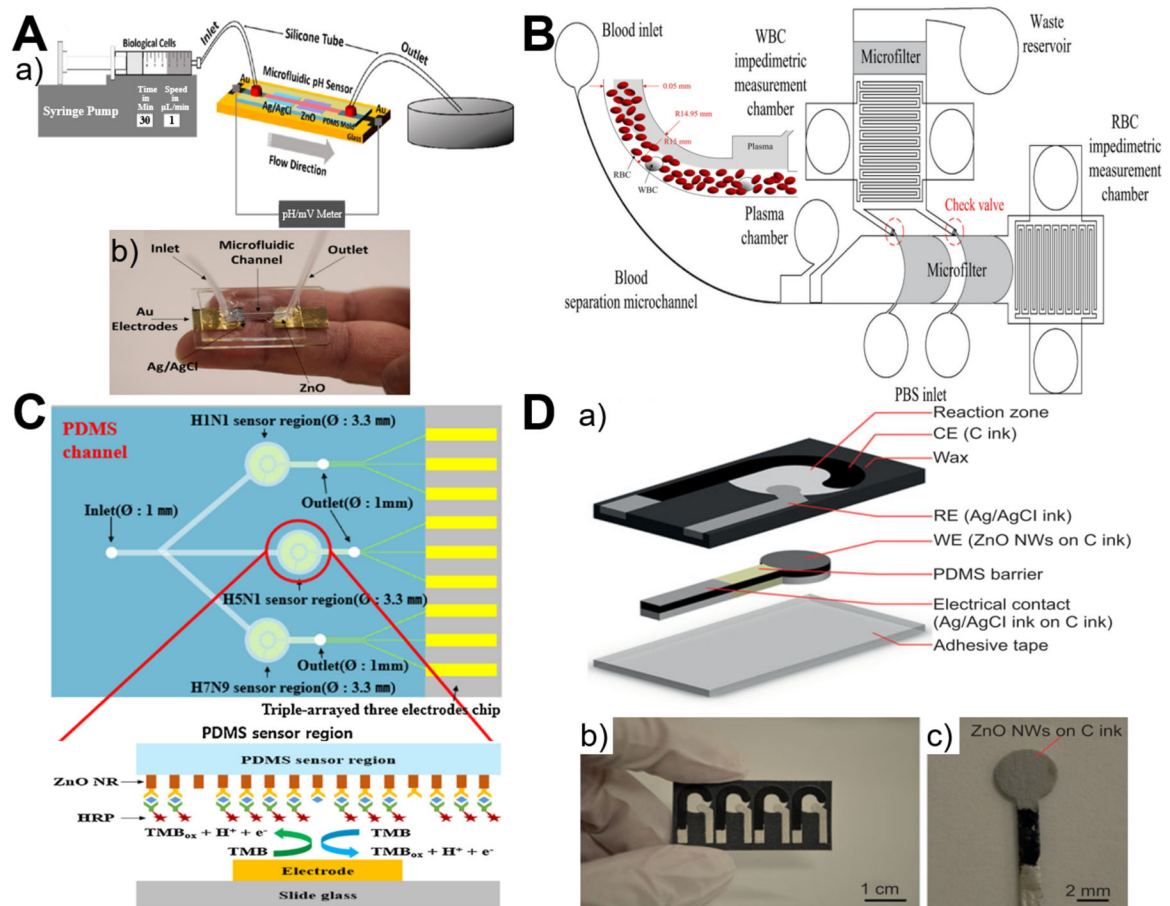 A
a)
Biological Cells
Inlet
Silicone Tube
Outlet
Syringe Pump
Time
in
Min
30
Speed
in
µL/min
1
Microfluidic pH Sensor
Au
Ag/AgCl
ZnO
PDMS Mold
Au
Glass
Flow Direction
pH/mV Meter
b)
Inlet
Microfluidic
Channel
Outlet
Au
Electrodes
Ag/AgCl
ZnO
B
Blood inlet
WBC
impedimetric
measurement
chamber
0.05 mm
R14.95 mm
R15 mm
Plasma
RBC
WBC
Plasma
chamber
Blood
separation microchannel
Microfilter
Waste
reservoir
RBC
impedimetric
measurement
chamber
Check valve
Microfilter
PBS inlet
C
PDMS
channel
H1N1 sensor region(Ø : 3.3 mm)
Inlet(Ø : 1 mm)
Outlet(Ø : 1mm)
H5N1 sensor region(Ø : 3.3 mm)
Outlet(Ø : 1mm)
H7N9 sensor region(Ø : 3.3 mm)
Triple-arrayed three electrodes chip
PDMS sensor region
PDMS sensor region
ZnO NR
HRP
TMBox + H+ + e-
TMB
TMB
TMBox + H+ + e-
Electrode
Slide glass
D
a)
Reaction zone
CE (C ink)
Wax
RE (Ag/AgCl ink)
WE (ZnO NWs on C ink)
PDMS barrier
Electrical contact
(Ag/AgCl ink on C ink)
Adhesive tape
b)
1 cm
c)
ZnO NWs on C ink
2 mm